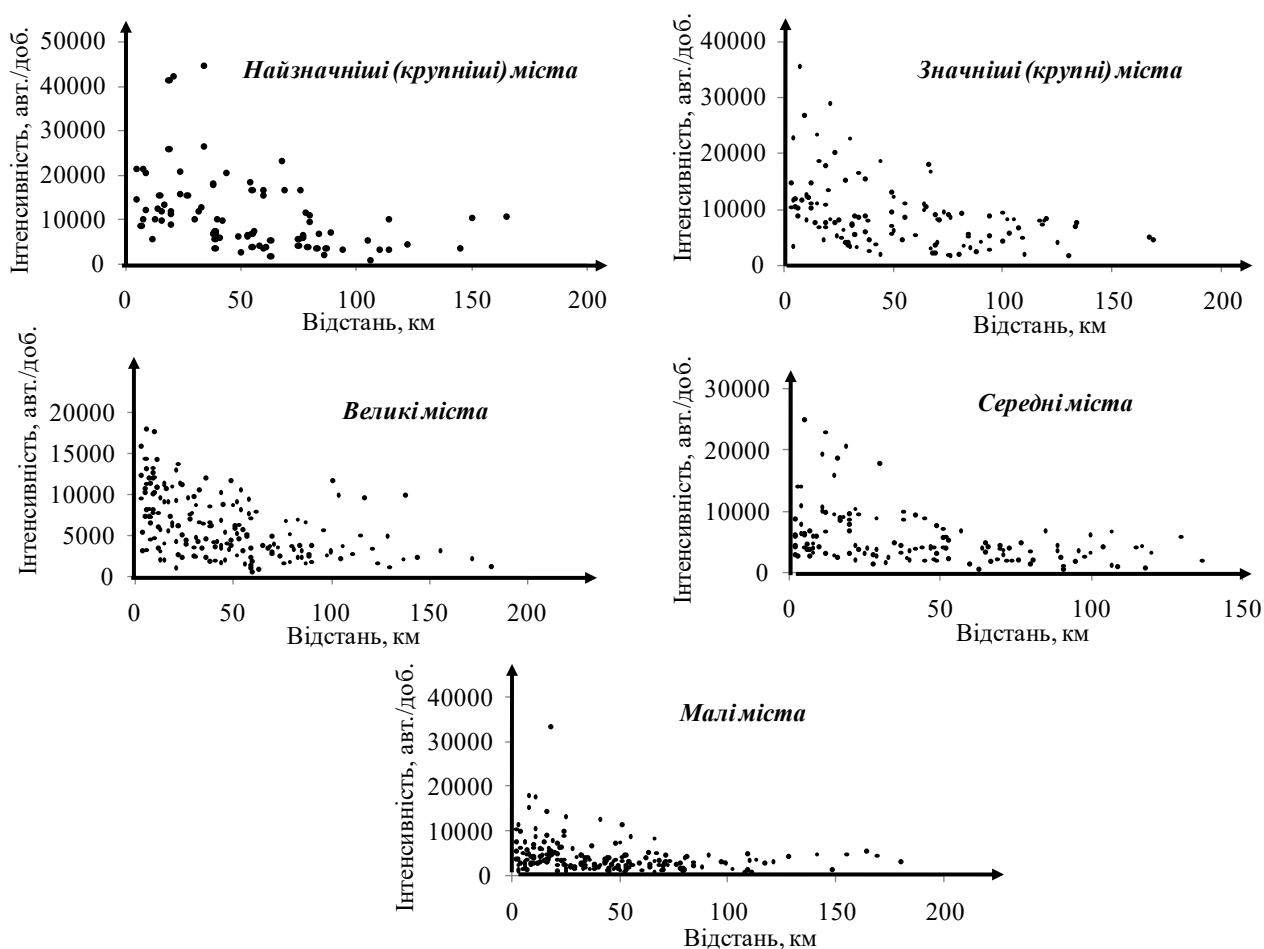 Інтенсивність, авт./доб.
50000
40000
30000
20000
10000
0
Найзначніші (крупніші) міста
0 50 100 150 200
Відстань, км
Інтенсивність, авт./доб.
40000
30000
20000
10000
0
Значніші (крупні) міста
0 50 100 150 200
Відстань, км
Інтенсивність, авт./доб.
20000
15000
10000
5000
0
Великі міста
0 50 100 150 200
Відстань, км
Інтенсивність, авт./доб.
30000
20000
10000
0
Середні міста
0 50 100 150
Відстань, км
Інтенсивність, авт./доб.
40000
30000
20000
10000
0
Малі міста
0 50 100 150 200
Відстань, км